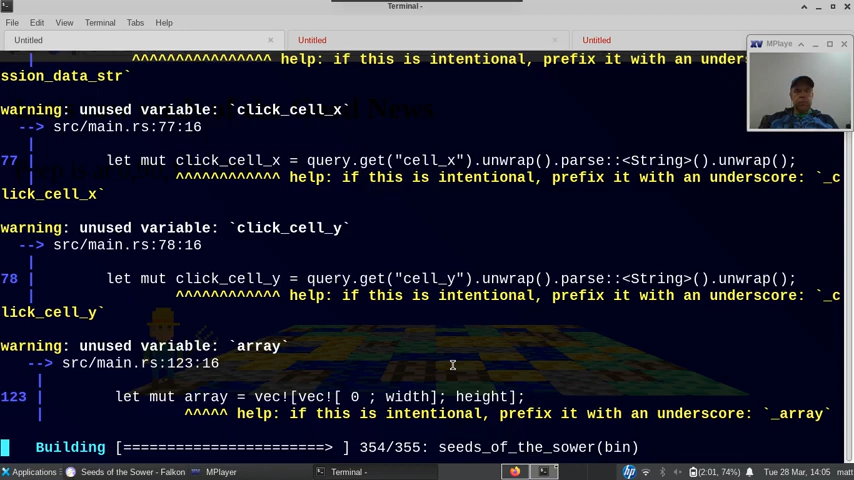 Terminal -
File Edit View Terminal Tabs Help
Untitled Untitled Untitled
MPlaye
^^^^^^^^^^^^^^^^ help: if this is intentional, prefix it with an unders
ssion_data_str`
warning: unused variable: `click_cell_x`
--> src/main.rs:77:16
|
77 | let mut click_cell_x = query.get("cell_x").unwrap().parse::<String>().unwrap();
| ^^^^^^^^^^^^ help: if this is intentional, prefix it with an underscore: `_c
lick_cell_x`
warning: unused variable: `click_cell_y`
--> src/main.rs:78:16
|
78 | let mut click_cell_y = query.get("cell_y").unwrap().parse::<String>().unwrap();
| ^^^^^^^^^^^^ help: if this is intentional, prefix it with an underscore: `_c
lick_cell_y`
warning: unused variable: `array`
--> src/main.rs:123:16
|
123 | let mut array = vec![vec![ 0 ; width]; height];
| ^^^^^ help: if this is intentional, prefix it with an underscore: `_array`
Building [=======================> ] 354/355: seeds_of_the_sower(bin)
Applications Seeds of the Sower - Falkon MPlayer Terminal - hp (2:01, 74%) Tue 28 Mar, 14:05